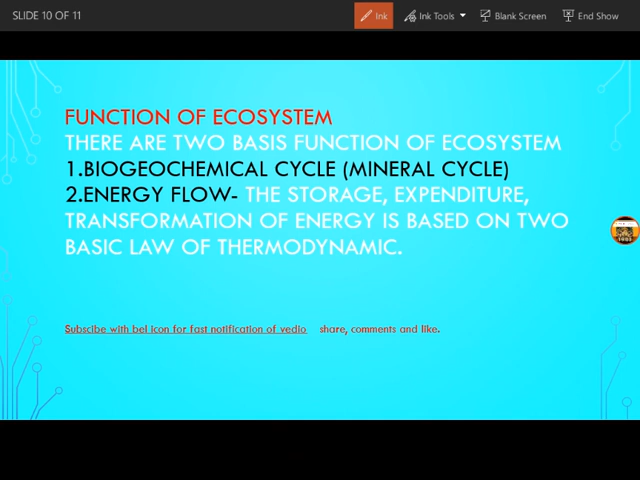 SLIDE 10 OF 11
Ink
Ink Tools
Blank Screen
End Show
FUNCTION OF ECOSYSTEM
THERE ARE TWO BASIS FUNCTION OF ECOSYSTEM
1.BIOGEOCHEMICAL CYCLE (MINERAL CYCLE)
2.ENERGY FLOW- THE STORAGE, EXPENDITURE,
TRANSFORMATION OF ENERGY IS BASED ON TWO
BASIC LAW OF THERMODYNAMIC.
Subscibe with bel icon for fast notification of vedio share, comments and like.